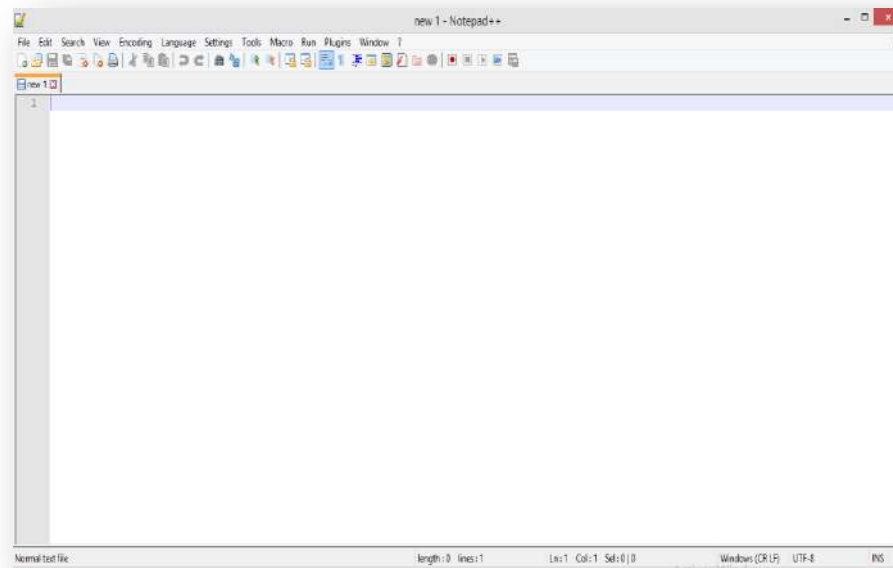 new 1 - Notepad++
File Edit Search View Encoding Language Settings Tools Macro Run Plugins Window ?
new 1
1
Normal text file length : 0 lines : 1 Ln : 1 Col : 1 Sel : 0 | 0 Windows (CR LF) UTF-8 INS